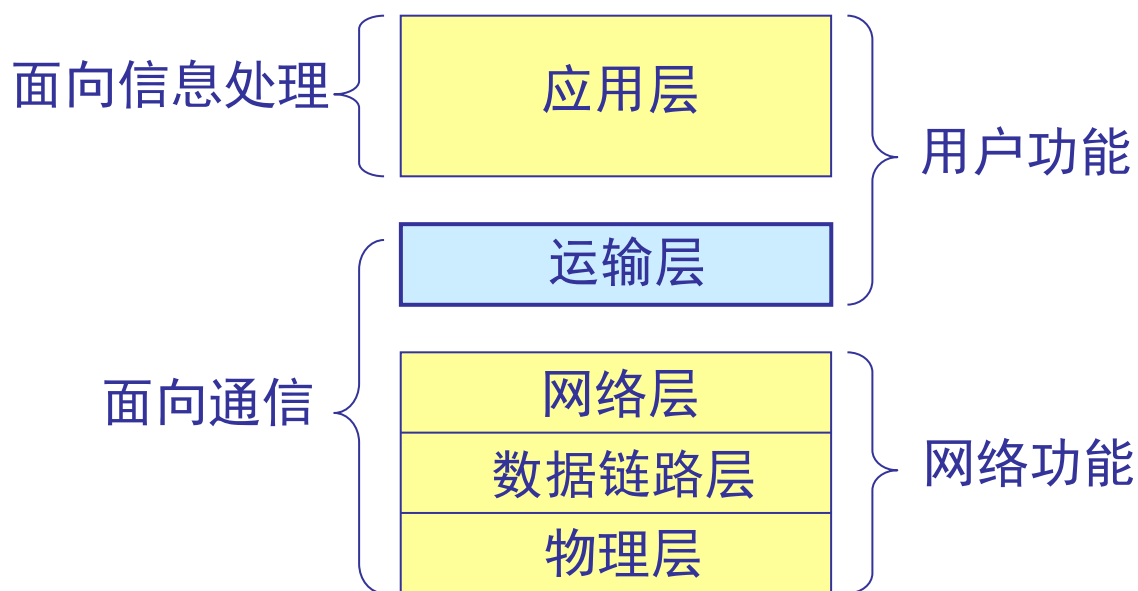 面向信息处理
应用层
用户功能
运输层
面向通信
网络层
数据链路层
网络功能
物理层